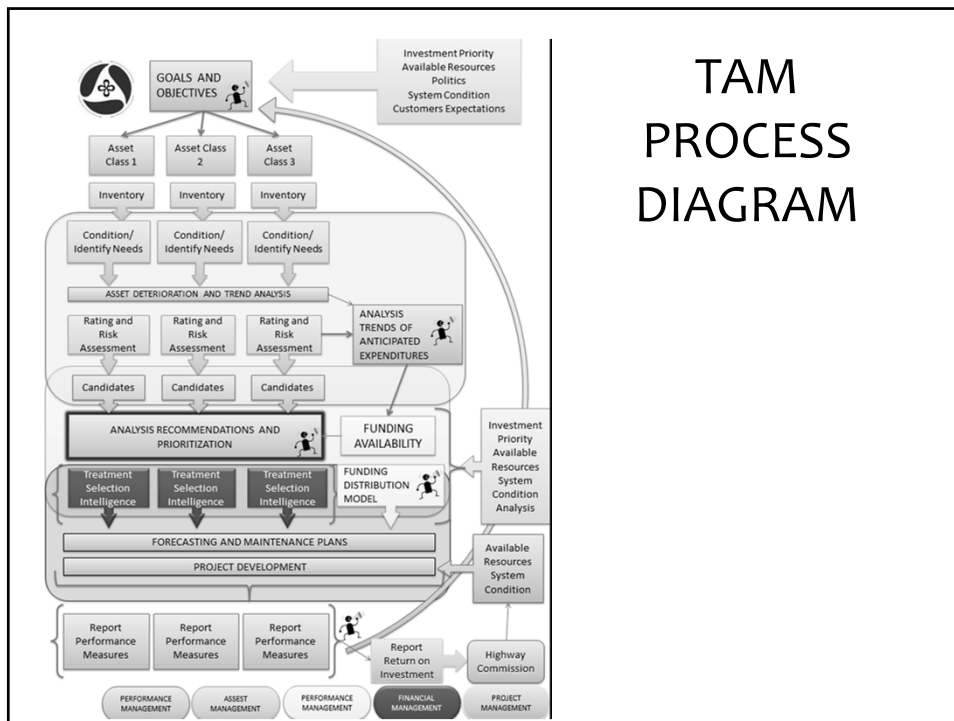 TAM
PROCESS
DIAGRAM
Investment Priority
Available Resources
Politics
System Condition
Customers Expectations
GOALS AND
OBJECTIVES
Asset
Class 1
Asset Class
2
Asset
Class 3
Inventory
Inventory
Inventory
Condition/
Identify Needs
Condition/
Identify Needs
Condition/
Identify Needs
ASSET DETERIORATION AND TREND ANALYSIS
ANALYSIS
TRENDS OF
ANTICIPATED
EXPENDITURES
Rating and
Risk
Assessment
Rating and
Risk
Assessment
Rating and
Risk
Assessment
Candidates
Candidates
Candidates
ANALYSIS RECOMMENDATIONS AND
PRIORITIZATION
FUNDING
AVAILABILITY
Investment
Priority
Available
Resources
System
Condition
Analysis
Treatment
Selection
Intelligence
Treatment
Selection
Intelligence
Treatment
Selection
Intelligence
FUNDING
DISTRIBUTION
MODEL
FORECASTING AND MAINTENANCE PLANS
PROJECT DEVELOPMENT
Available
Resources
System
Condition
Report
Performance
Measures
Report
Performance
Measures
Report
Performance
Measures
Report
Return on
Investment
Highway
Commission
PERFORMANCE
MANAGEMENT
ASSEST
MANAGEMENT
PERFORMANCE
MANAGEMENT
FINANCIAL
MANAGEMENT
PROJECT
MANAGEMENT